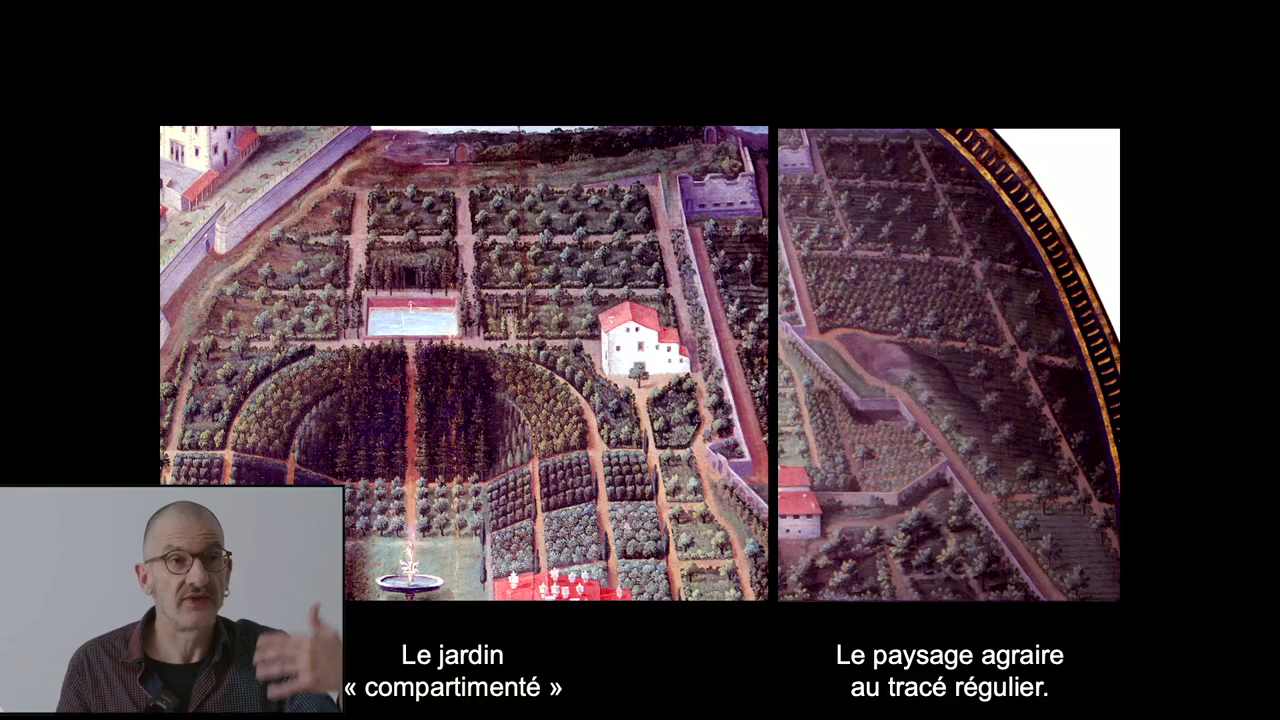 Le jardin
« compartimenté »
Le paysage agraire
au tracé régulier.